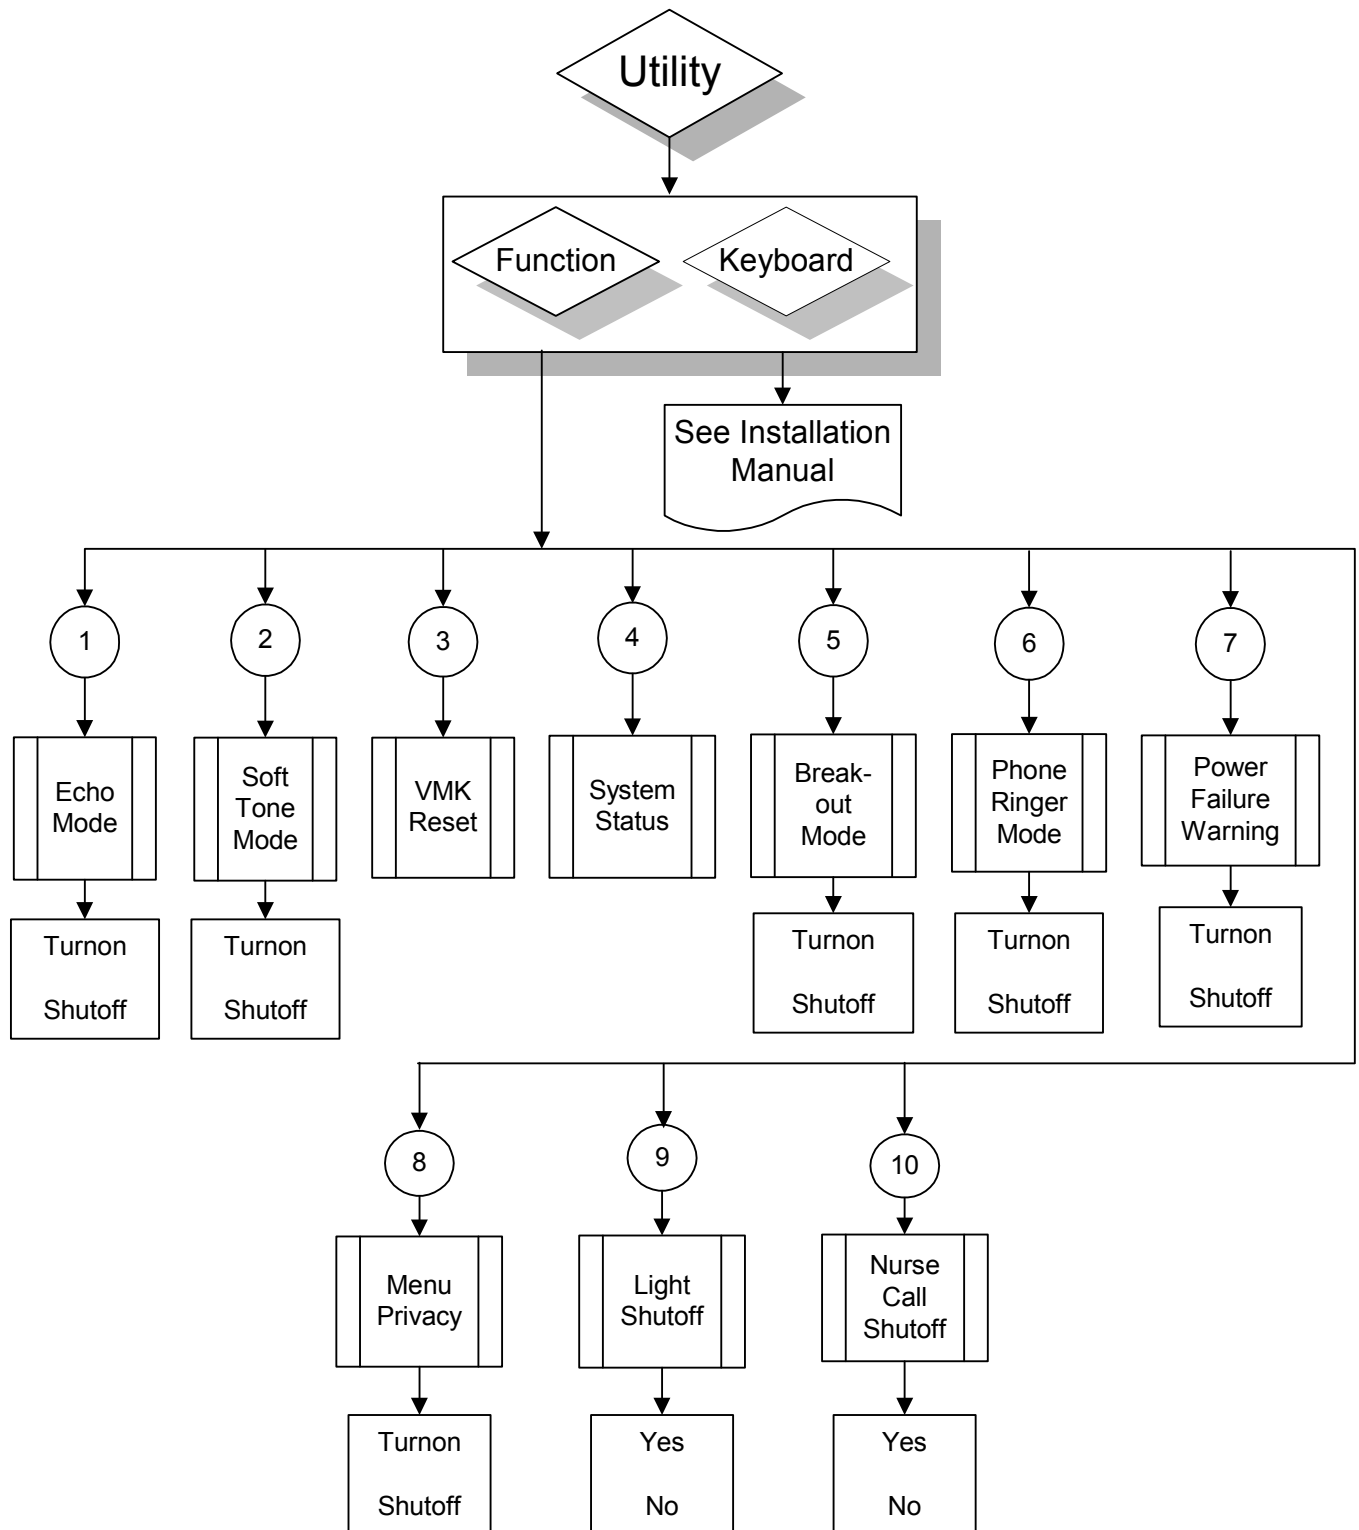 Utility
Function
Keyboard
See Installation
Manual
1
2
3
4
5
6
7
Echo
Mode
Soft
Tone
Mode
VMK
Reset
System
Status
Break-
out
Mode
Phone
Ringer
Mode
Power
Failure
Warning
Turnon
Shutoff
Turnon
Shutoff
Turnon
Shutoff
Turnon
Shutoff
Turnon
Shutoff
8
9
10
Menu
Privacy
Light
Shutoff
Nurse
Call
Shutoff
Turnon
Shutoff
Yes
No
Yes
No